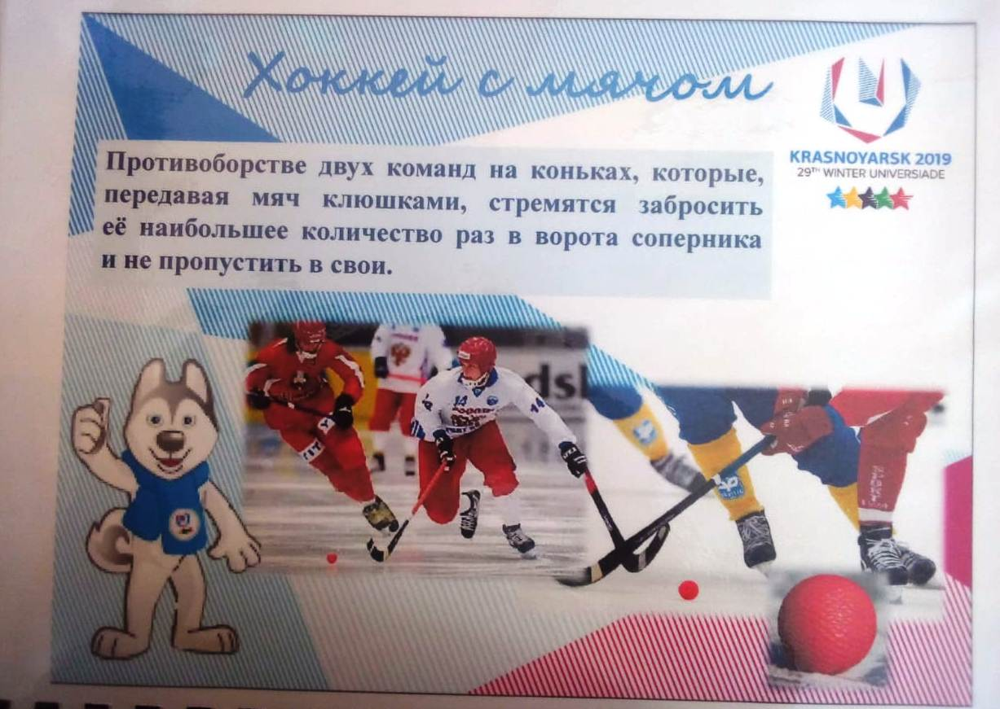 Хоккей с мячом
KRASNOYARSK 2019
29TH WINTER UNIVERSIADE
Противоборстве двух команд на коньках, которые,
передавая мяч клюшками, стремятся забросить
её наибольшее количество раз в ворота соперника
и не пропустить в свои.
14
14